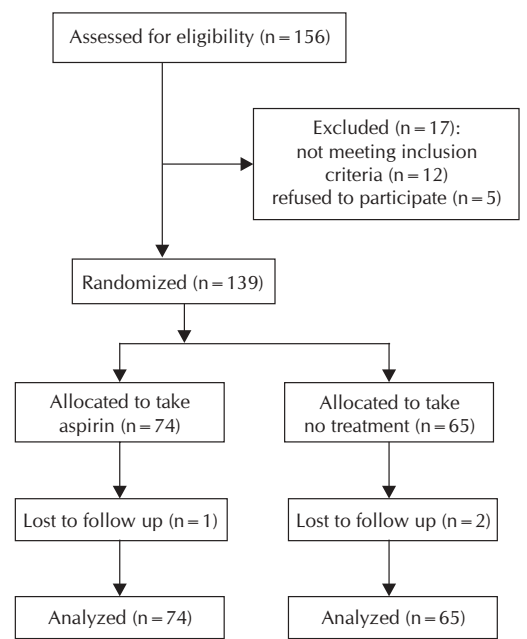 Assessed for eligibility (n=156)
Excluded (n=17):
not meeting inclusion
criteria (n=12)
refused to participate (n=5)
Randomized (n=139)
Allocated to take
aspirin (n=74)
Allocated to take
no treatment (n=65)
Lost to follow up (n=1)
Lost to follow up (n=2)
Analyzed (n=74)
Analyzed (n=65)